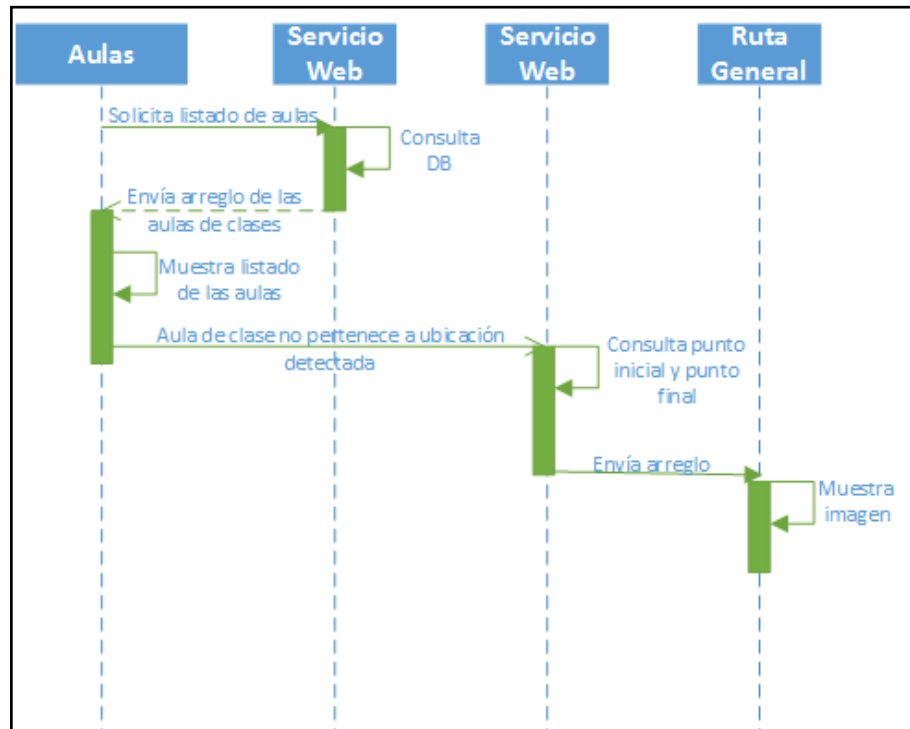 Aulas
Servicio
Web
Servicio
Web
Ruta
General
Solicita listado de aulas
Consulta
DB
Envía arreglo de las
aulas de clases
Muestra listado
de las aulas
Aula de clase no pertenece a ubicación
detectada
Consulta punto
inicial y punto
final
Envía arreglo
Muestra
imagen